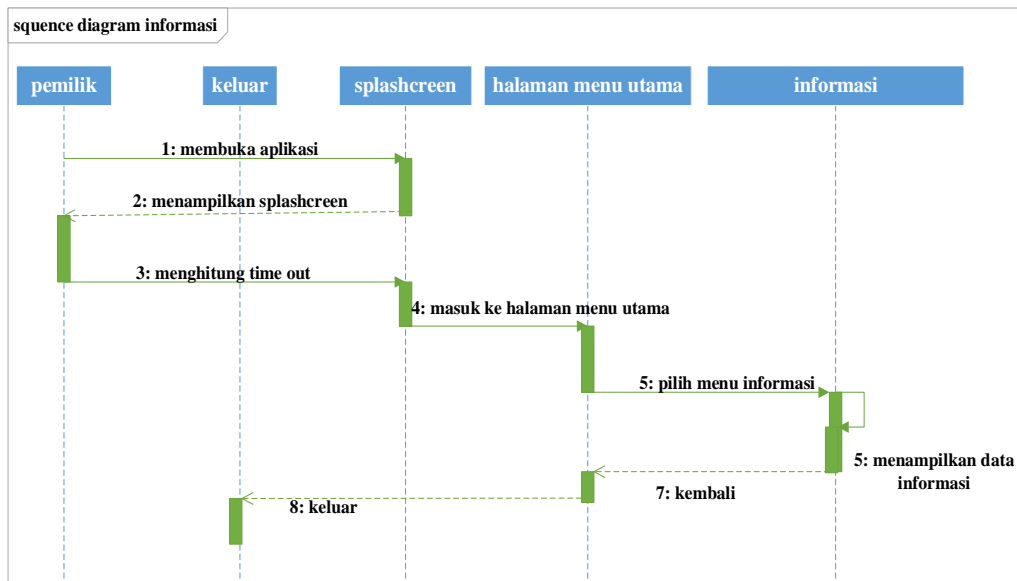 squence diagram informasi
pemilik
keluar
splashcreen
halaman menu utama
informasi
1: membuka aplikasi
2: menampilkan splashcreen
3: menghitung time out
4: masuk ke halaman menu utama
5: pilih menu informasi
5: menampilkan data
informasi
7: kembali
8: keluar